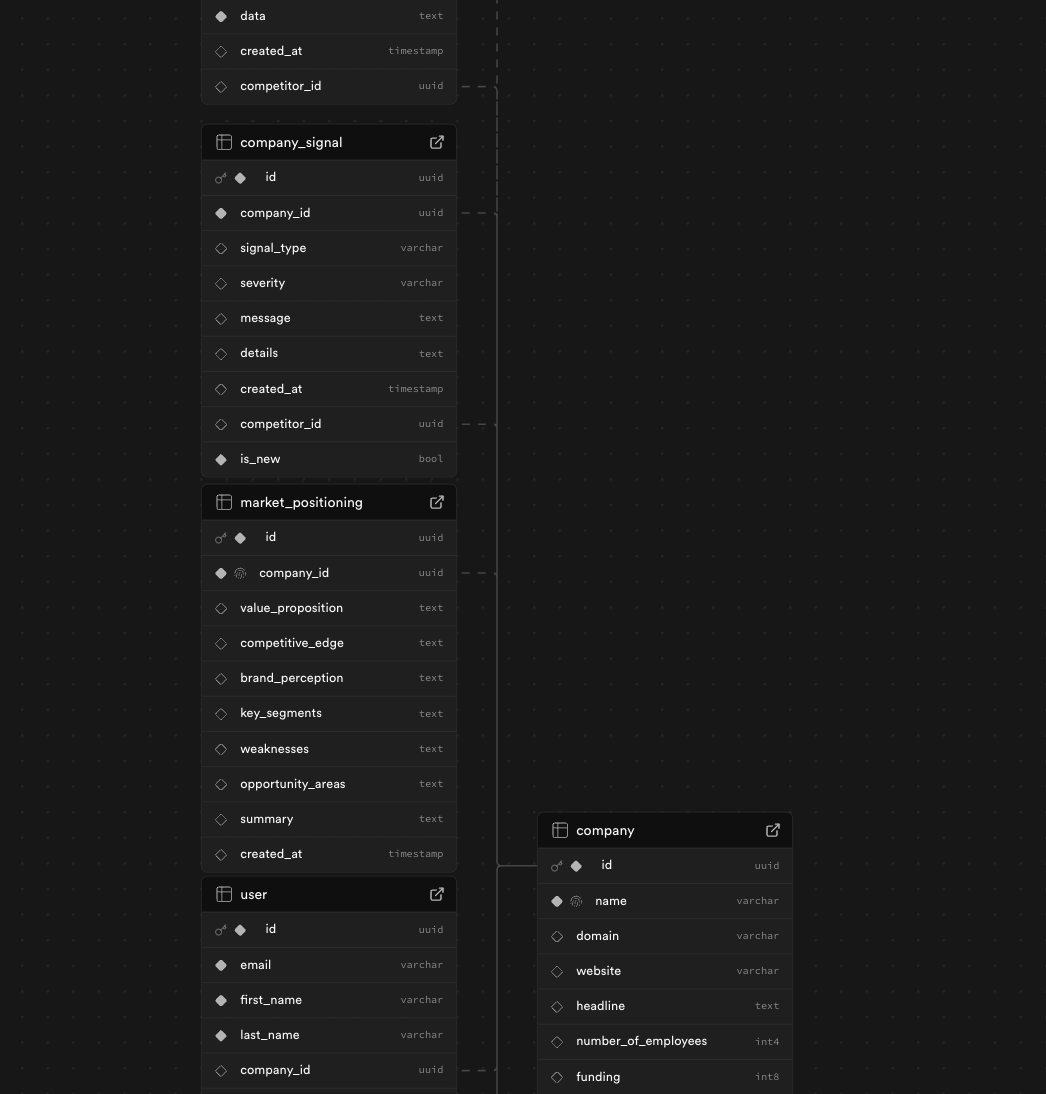 data text
created_at timestamp
competitor_id uuid
company_signal
id uuid
company_id uuid
signal_type varchar
severity varchar
message text
details text
created_at timestamp
competitor_id uuid
is_new bool
market_positioning
id uuid
company_id uuid
value_proposition text
competitive_edge text
brand_perception text
key_segments text
weaknesses text
opportunity_areas text
summary text
created_at timestamp
user
id uuid
email varchar
first_name varchar
last_name varchar
company_id uuid
company
id uuid
name varchar
domain varchar
website varchar
headline text
number_of_employees int4
funding int8